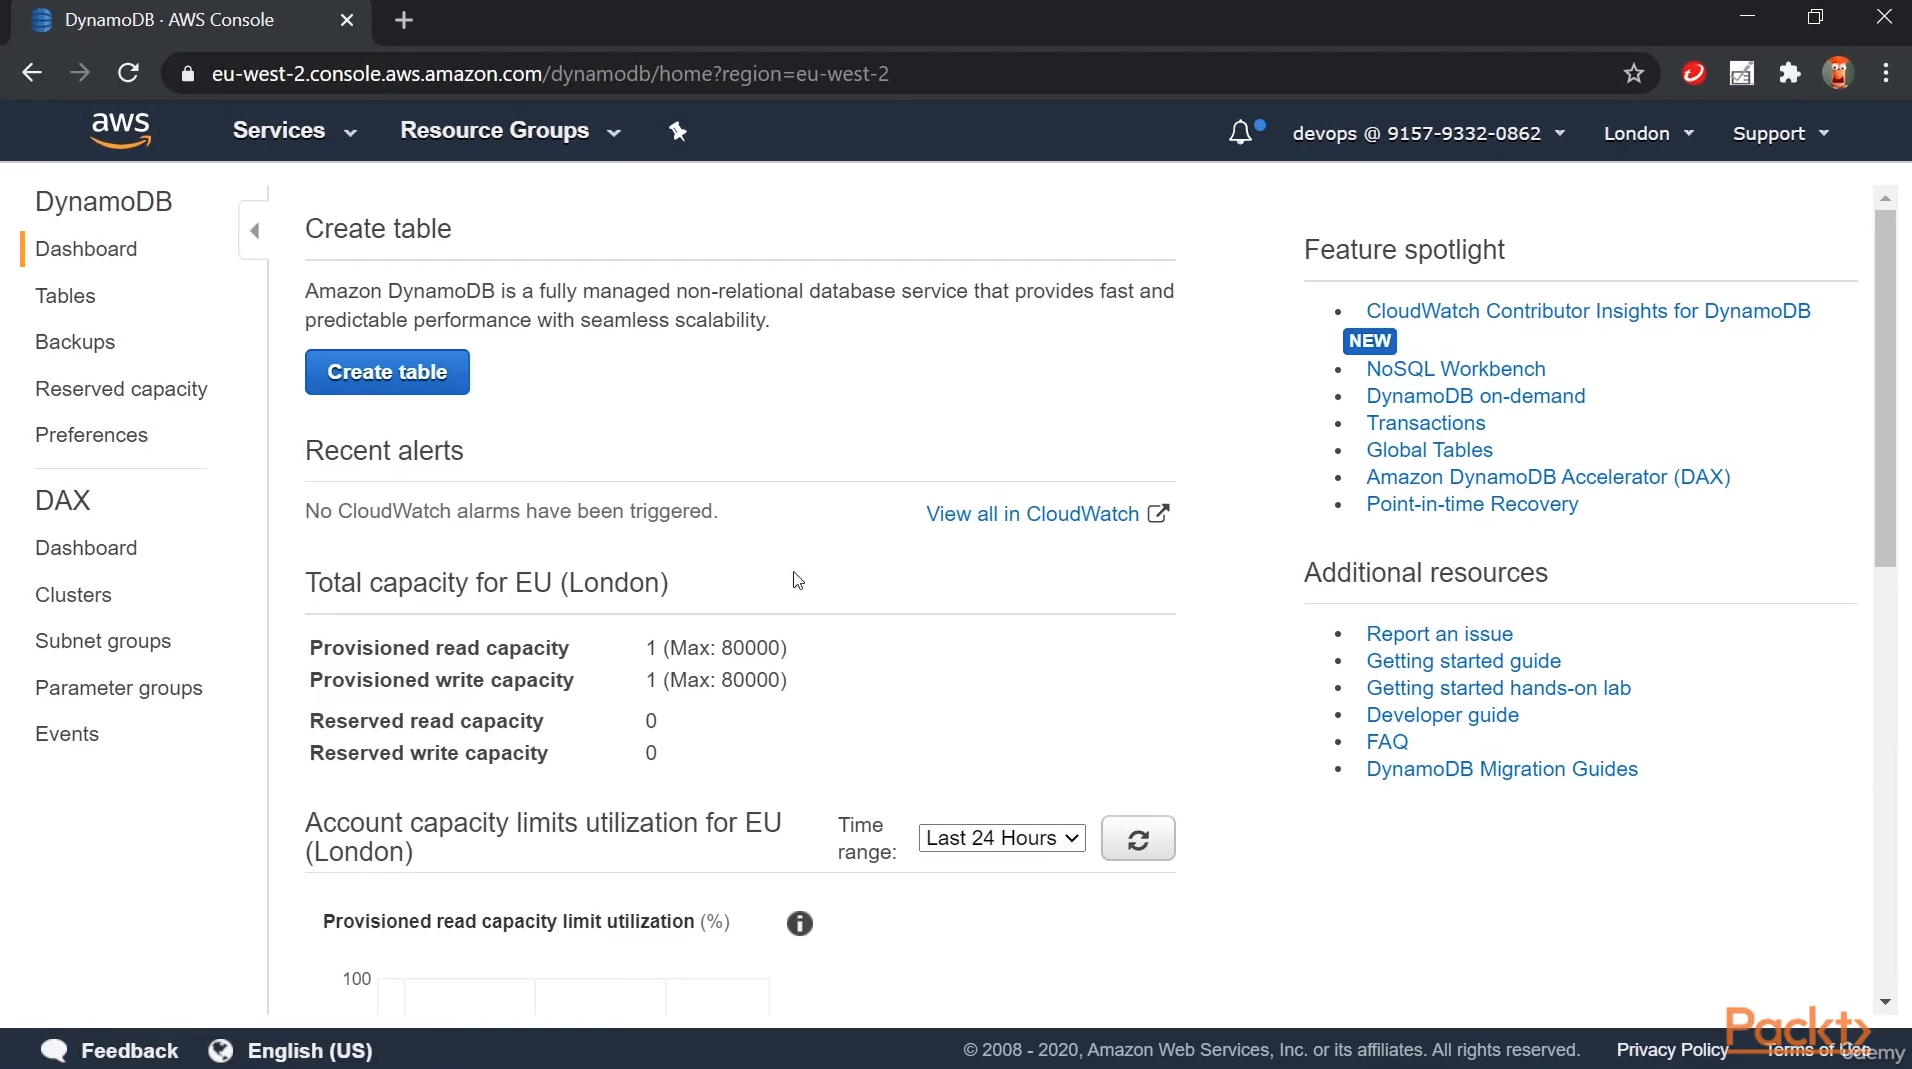 DynamoDB · AWS Console
eu-west-2.console.aws.amazon.com/dynamodb/home?region=eu-west-2
aws
Services
Resource Groups
devops @ 9157-9332-0862
London
Support
DynamoDB
Dashboard
Tables
Backups
Reserved capacity
Preferences
DAX
Dashboard
Clusters
Subnet groups
Parameter groups
Events
Create table
Amazon DynamoDB is a fully managed non-relational database service that provides fast and
predictable performance with seamless scalability.
Create table
Recent alerts
No CloudWatch alarms have been triggered.
View all in CloudWatch
Total capacity for EU (London)
Provisioned read capacity 1 (Max: 80000)
Provisioned write capacity 1 (Max: 80000)
Reserved read capacity 0
Reserved write capacity 0
Account capacity limits utilization for EU
(London)
Time
range:
Last 24 Hours
Provisioned read capacity limit utilization (%)
100
Feature spotlight
CloudWatch Contributor Insights for DynamoDB
NEW
NoSQL Workbench
DynamoDB on-demand
Transactions
Global Tables
Amazon DynamoDB Accelerator (DAX)
Point-in-time Recovery
Additional resources
Report an issue
Getting started guide
Getting started hands-on lab
Developer guide
FAQ
DynamoDB Migration Guides
Feedback
English (US)
© 2008 - 2020, Amazon Web Services, Inc. or its affiliates. All rights reserved.
Privacy Policy
Terms of Use
Packt>
udemy